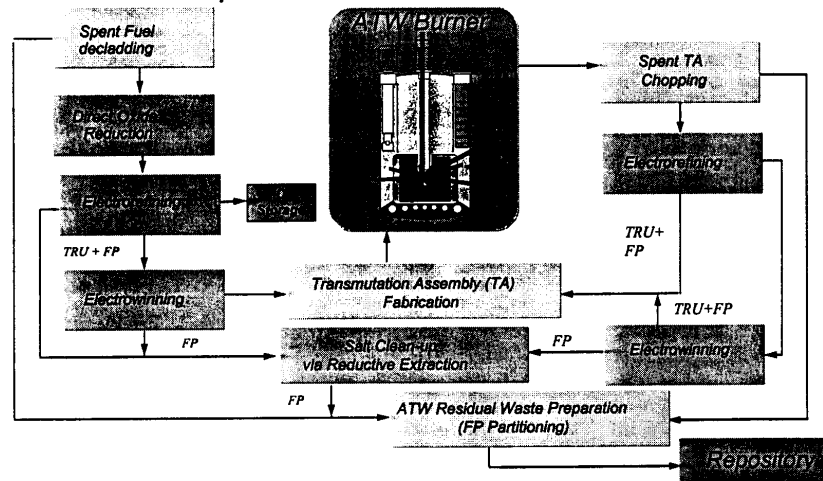 ATW Burner
Spent Fuel
decladding
Spent TA
Chopping
Direct Oxide
Reduction
Electrorefining
Electrorefining
Storage
TRU+
FP
TRU + FP
Transmutation Assembly (TA)
Fabrication
Electrowinning
TRU+FP
FP
Salt Clean-up
via Reductive Extraction
FP
Electrowinning
FP
ATW Residual Waste Preparation
(FP Partitioning)
Repository